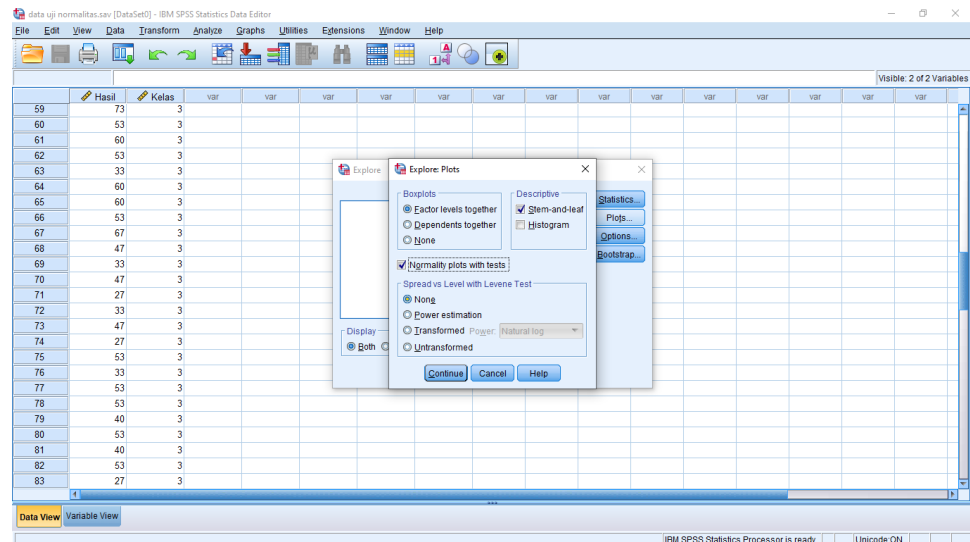 data uji normalitas.sav [DataSet0] - IBM SPSS Statistics Data Editor
File Edit View Data Transform Analyze Graphs Utilities Extensions Window Help
Visible: 2 of 2 Variables
Hasil Kelas var var var var var var var var var var var var var var
59 73 3
60 53 3
61 60 3
62 53 3
63 33 3
64 60 3
65 60 3
66 53 3
67 67 3
68 47 3
69 33 3
70 47 3
71 27 3
72 33 3
73 47 3
74 27 3
75 53 3
76 33 3
77 53 3
78 53 3
79 40 3
80 53 3
81 40 3
82 53 3
83 27 3
Explore
Display
Both
Statistics...
Plots...
Options...
Bootstrap...
Explore: Plots
Boxplots
Factor levels together
Dependents together
None
Descriptive
Stem-and-leaf
Histogram
Normality plots with tests
Spread vs Level with Levene Test
None
Power estimation
Transformed Power: Natural log
Untransformed
Continue Cancel Help
Data View Variable View
IBM SPSS Statistics Processor is ready Unicode:ON